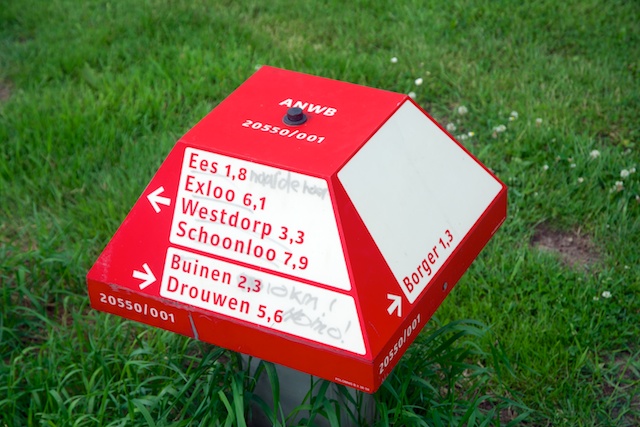 ANWB
20550/001
Ees 1,8
Exloo 6,1
Westdorp 3,3
Schoonloo 7,9
Buinen 2,3
Drouwen 5,6
20550/001
Borger 1,3
20550/001